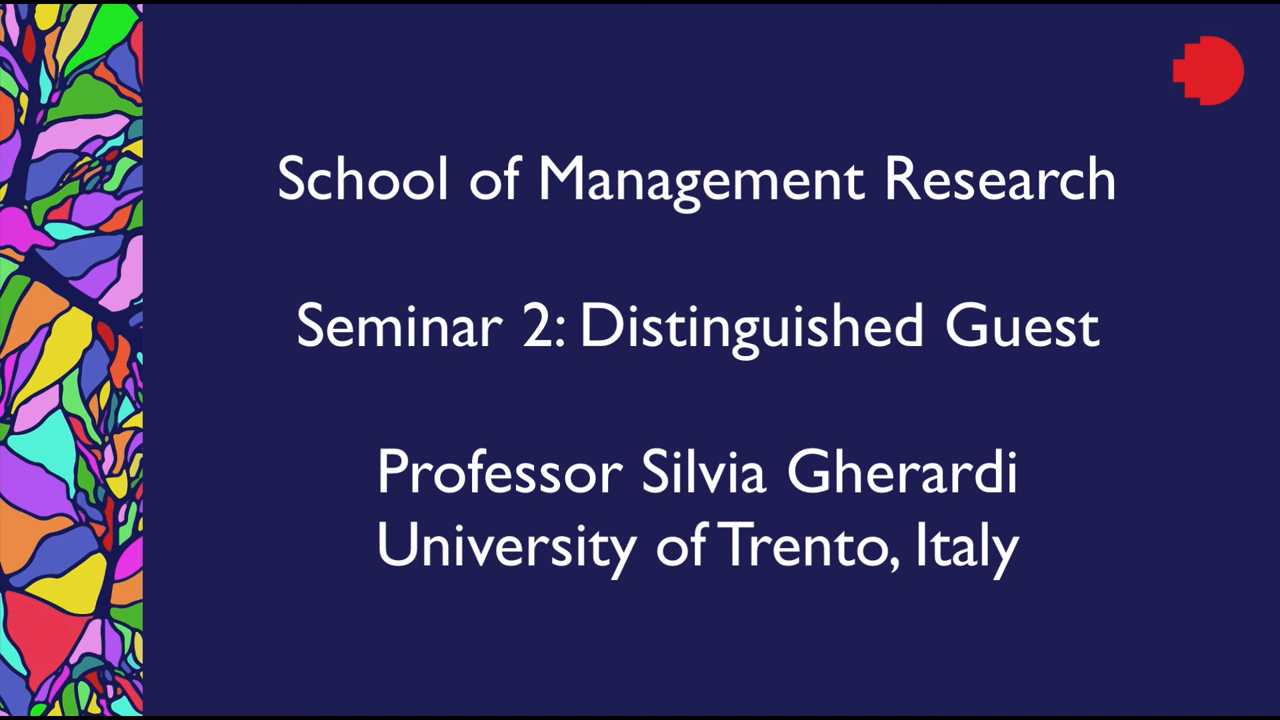 School of Management Research
Seminar 2: Distinguished Guest
Professor Silvia Gherardi
University of Trento, Italy